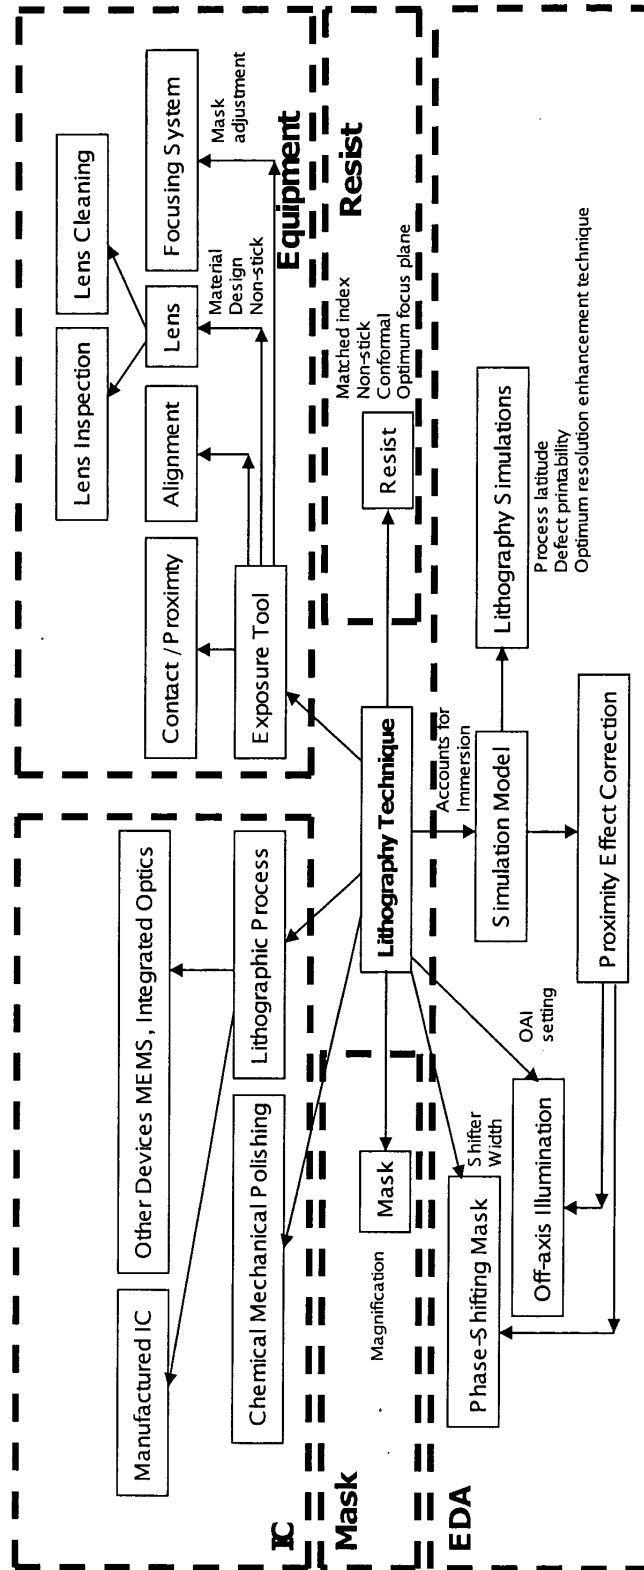 Manufactured IC
Other Devices MEMS, Integrated Optics
Chemical Mechanical Polishing
Lithographic Process
IC
Lens Inspection
Lens Cleaning
Contact / Proximity
Alignment
Lens
Focusing System
Material
Design
Non-stick
Mask
adjustment
Exposure Tool
Equipment
Mask
Magnification
Mask
Lithography Technique
Resist
Matched index
Non-stick
Conformal
Optimum focus plane
Resist
EDA
Phase-Shifting Mask
Shifter
Width
Off-axis Illumination
OAI
setting
Accounts for
Immersion
Simulation Model
Lithography Simulations
Process latitude
Defect printability
Optimum resolution enhancement technique
Proximity Effect Correction